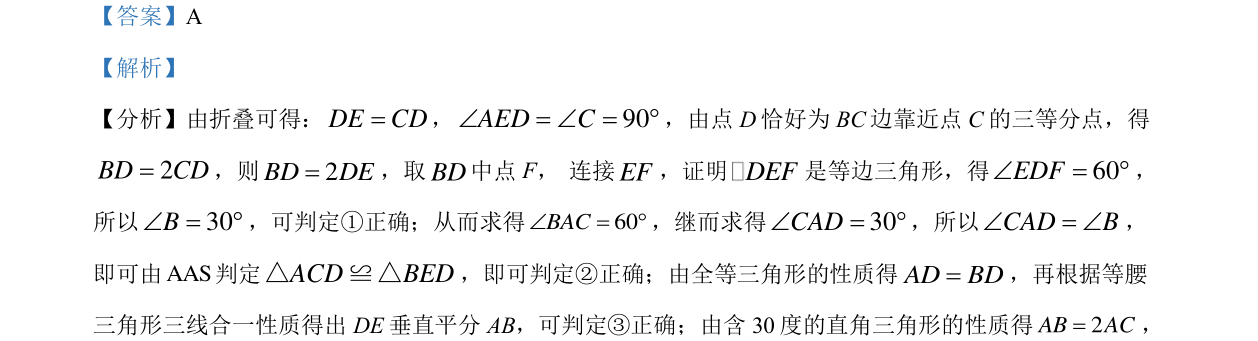 【答案】A
【解析】
【分析】由折叠可得：DE = CD，∠AED = ∠C = 90°，由点 D 恰好为 BC 边靠近点 C 的三等分点，得
BD = 2CD，则 BD = 2DE，取 BD 中点 F， 连接 EF，证明□DEF 是等边三角形，得∠EDF = 60°，
所以∠B = 30°，可判定①正确；从而求得∠BAC = 60°，继而求得∠CAD = 30°，所以∠CAD = ∠B，
即可由 AAS 判定△ACD ≌ △BED，即可判定②正确；由全等三角形的性质得 AD = BD，再根据等腰
三角形三线合一性质得出 DE 垂直平分 AB，可判定③正确；由含 30 度的直角三角形的性质得 AB = 2AC，